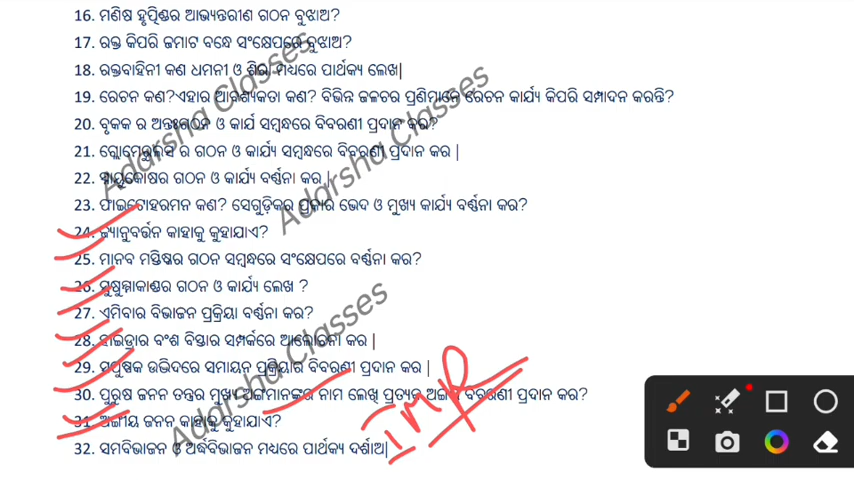 16. ମଣିଷ ହୃତ୍ପିଣ୍ଡର ଆଭ୍ୟନ୍ତରୀଣ ଗଠନ ବୁଝାଅ?
17. ରକ୍ତ କିପରି ଜମାଟ ବାନ୍ଧେ ସଂକ୍ଷେପରେ ବୁଝାଅ?
18. ରକ୍ତବାହିନୀ କଣ ଧମନୀ ଓ ଶିରା ମଧ୍ୟରେ ପାର୍ଥକ୍ୟ ଲେଖ|
19. ରେଚନ କଣ?ଏହାର ଆବଶ୍ୟକତା କଣ? ବିଭିନ୍ନ ଜଳଚର ପ୍ରାଣୀମାନେ ରେଚନ କାର୍ଯ୍ୟ କିପରି ସମ୍ପାଦନ କରନ୍ତି?
20. ବୃକକ ର ଅନ୍ତଃଗଠନ ଓ କାର୍ଯ ସମ୍ବନ୍ଧରେ ବିବରଣୀ ପ୍ରଦାନ କର?
21. ଗ୍ଲୋମେରୁଲସ ର ଗଠନ ଓ କାର୍ଯ୍ୟ ସମ୍ବନ୍ଧରେ ବିବରଣୀ ପ୍ରଦାନ କର |
22. ସ୍ନାୟୁକୋଷର ଗଠନ ଓ କାର୍ଯ୍ୟ ବର୍ଣ୍ଣନା କର |
23. ଫାଇଟୋହରମନ କଣ? ସେଗୁଡ଼ିକର ପ୍ରକାର ଭେଦ ଓ ମୁଖ୍ୟ କାର୍ଯ୍ୟ ବର୍ଣ୍ଣନା କର?
24. ଜ୍ୟାନୁବର୍ତ୍ତନ କାହାକୁ କୁହାଯାଏ?
25. ମାନବ ମସ୍ତିଷ୍କର ଗଠନ ସମ୍ବନ୍ଧରେ ସଂକ୍ଷେପରେ ବର୍ଣ୍ଣନା କର?
26. ସୁଷୁମ୍ନାକାଣ୍ଡର ଗଠନ ଓ କାର୍ଯ୍ୟ ଲେଖ ?
27. ଏମିବାର ବିଭାଜନ ପ୍ରକ୍ରିୟା ବର୍ଣ୍ଣନା କର?
28. ହାଇଡ୍ରାର ବଂଶ ବିସ୍ତାର ସମ୍ପର୍କରେ ଆଲୋଚନା କର |
29. ସପୁଷ୍ପକ ଉଦ୍ଭିଦରେ ସମାୟନ ପ୍ରକ୍ରିୟାର ବିବରଣୀ ପ୍ରଦାନ କର |
30. ପୁରୁଷ ଜନନ ତନ୍ତ୍ରର ମୁଖ୍ୟ ଅଙ୍ଗମାନଙ୍କର ନାମ ଲେଖି ପ୍ରତ୍ୟେକ ଅଙ୍ଗର ବିବରଣୀ ପ୍ରଦାନ କର?
31. ଅଙ୍ଗୀୟ ଜନନ କାହାକୁ କୁହାଯାଏ?
32. ସମବିଭାଜନ ଓ ଅର୍ଦ୍ଧବିଭାଜନ ମଧ୍ୟରେ ପାର୍ଥକ୍ୟ ଦର୍ଶାଅ|
Imp
Adarsha Classes
Adarsha Classes
Adarsha Classes